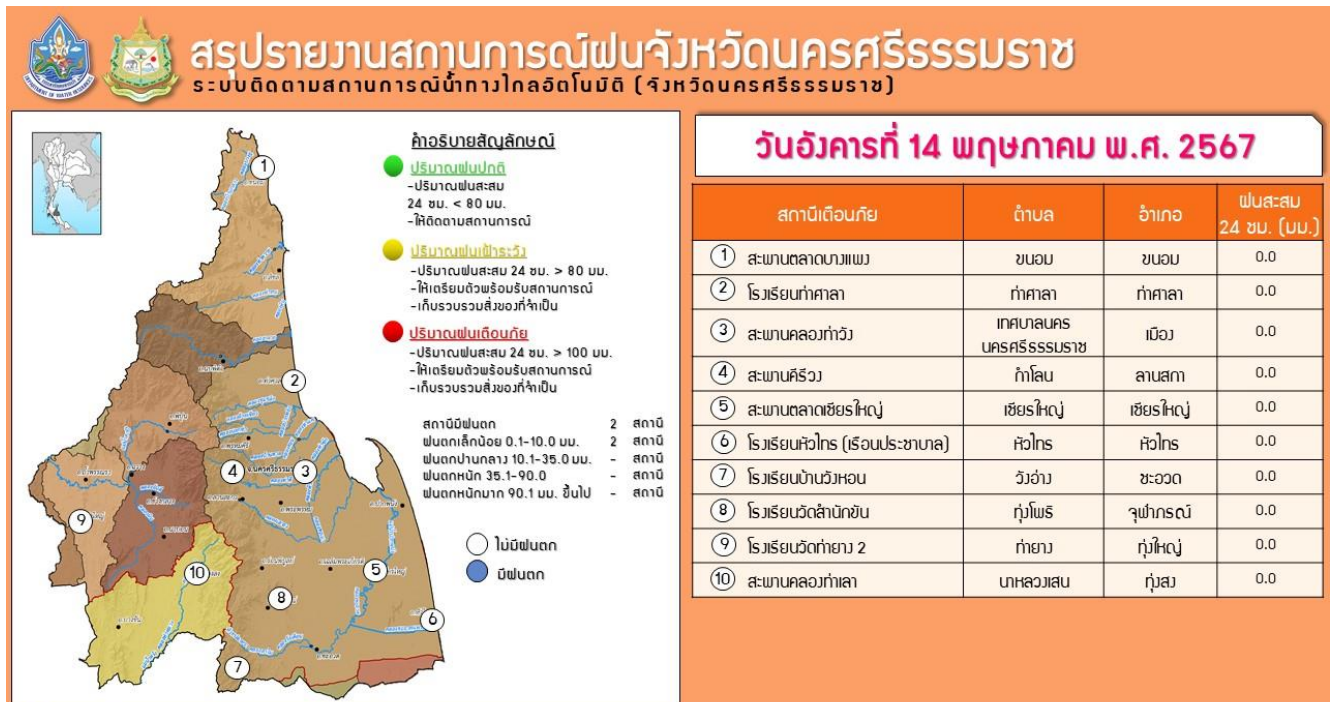 สรุปรายงานสถานการณ์ฝนจังหวัดนครศรีธรรมราช
ระบบติดตามสถานการณ์น้ำทางไกลอัตโนมัติ (จังหวัดนครศรีธรรมราช)
คำอธิบายสัญลักษณ์
ปริมาณฝนปกติ
-ปริมาณฝนสะสม
24 ชม. < 80 มม.
-ให้ติดตามสถานการณ์
ปริมาณฝนเฝ้าระวัง
-ปริมาณฝนสะสม 24 ชม. > 80 มม.
-ให้เตรียมตัวพร้อมรับสถานการณ์
-เก็บรวบรวมสิ่งของที่จำเป็น
ปริมาณฝนเตือนภัย
-ปริมาณฝนสะสม 24 ชม. > 100 มม.
-ให้เตรียมตัวพร้อมรับสถานการณ์
-เก็บรวบรวมสิ่งของที่จำเป็น
สถานีมีฝนตก 2 สถานี
ฝนตกเล็กน้อย 0.1-10.0 มม. 2 สถานี
ฝนตกปานกลาง 10.1-35.0 มม. - สถานี
ฝนตกหนัก 35.1-90.0 - สถานี
ฝนตกหนักมาก 90.1 มม. ขึ้นไป - สถานี
ไม่มีฝนตก
มีฝนตก
1
2
4 3
9
10
5
8
6
7
วันอังคารที่ 14 พฤษภาคม พ.ศ. 2567
สถานีเตือนภัย ตำบล อำเภอ ฝนสะสม
24 ชม. (มม.)
1 สะพานตลาดบางแพง ขนอม ขนอม 0.0
2 โรงเรียนท่าศาลา ท่าศาลา ท่าศาลา 0.0
3 สะพานคลองท่าวัง เทศบาลนคร
นครศรีธรรมราช เมือง 0.0
4 สะพานคีรีวง กำโลน ลานสกา 0.0
5 สะพานตลาดเชียรใหญ่ เชียรใหญ่ เชียรใหญ่ 0.0
6 โรงเรียนหัวไทร (เรือนประชาบาล) หัวไทร หัวไทร 0.0
7 โรงเรียนบ้านวังหอน วังอ่าง ชะอวด 0.0
8 โรงเรียนวัดสำนักขัน ทุ่งโพธิ จุฬาภรณ์ 0.0
9 โรงเรียนวัดท่ายาง 2 ท่ายาง ทุ่งใหญ่ 0.0
10 สะพานคลองท่าเลา นาหลวงเสน ทุ่งสง 0.0